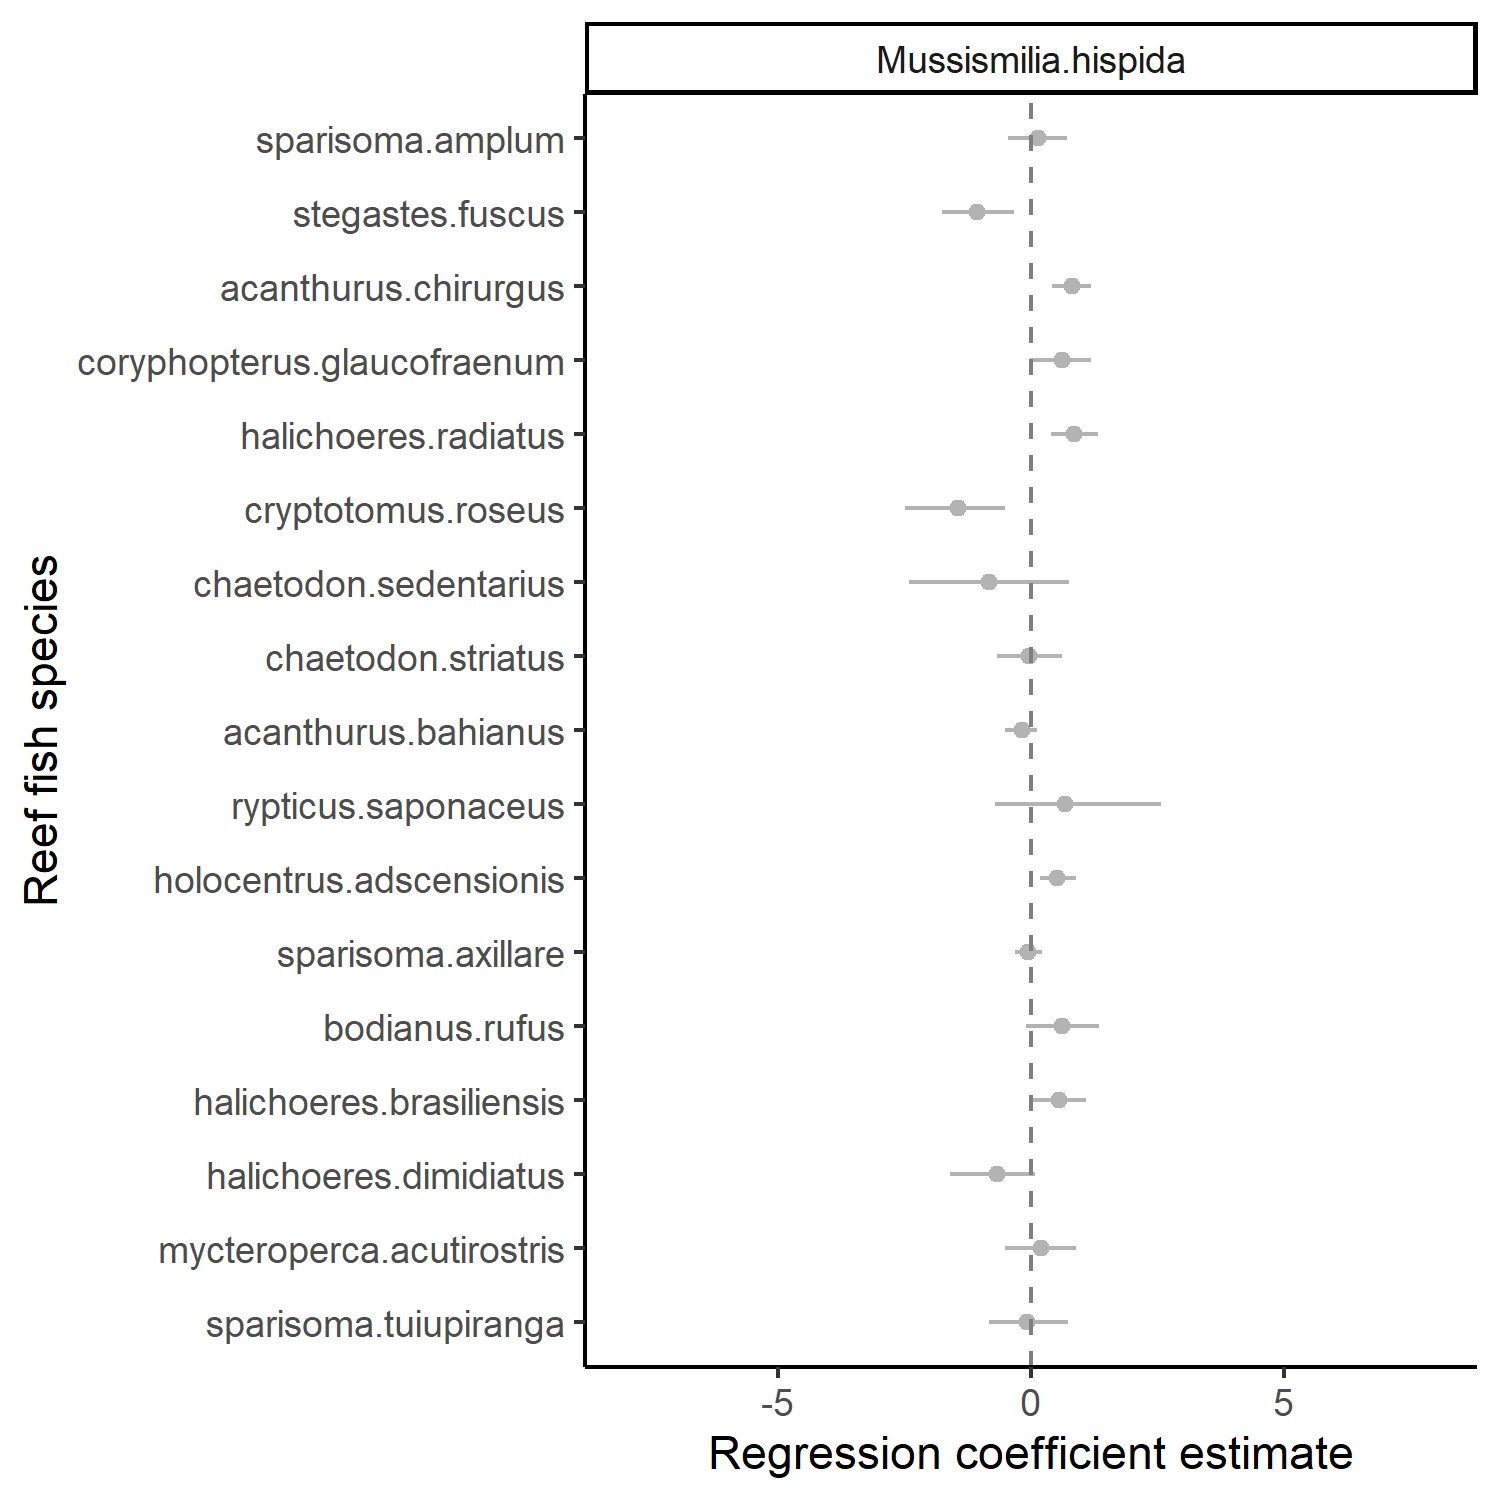 Mussismilia.hispida
sparisoma.amplum
stegastes.fuscus
acanthurus.chirurgus
coryphopterus.glaucofraenum
halichoeres.radiatus
cryptotomus.roseus
chaetodon.sedentarius
chaetodon.striatus
acanthurus.bahianus
rypticus.saponaceus
holocentrus.adscensionis
sparisoma.axillare
bodianus.rufus
halichoeres.brasiliensis
halichoeres.dimidiatus
mycteroperca.acutirostris
sparisoma.tuiupiranga
Reef fish species
-5 0 5
Regression coefficient estimate